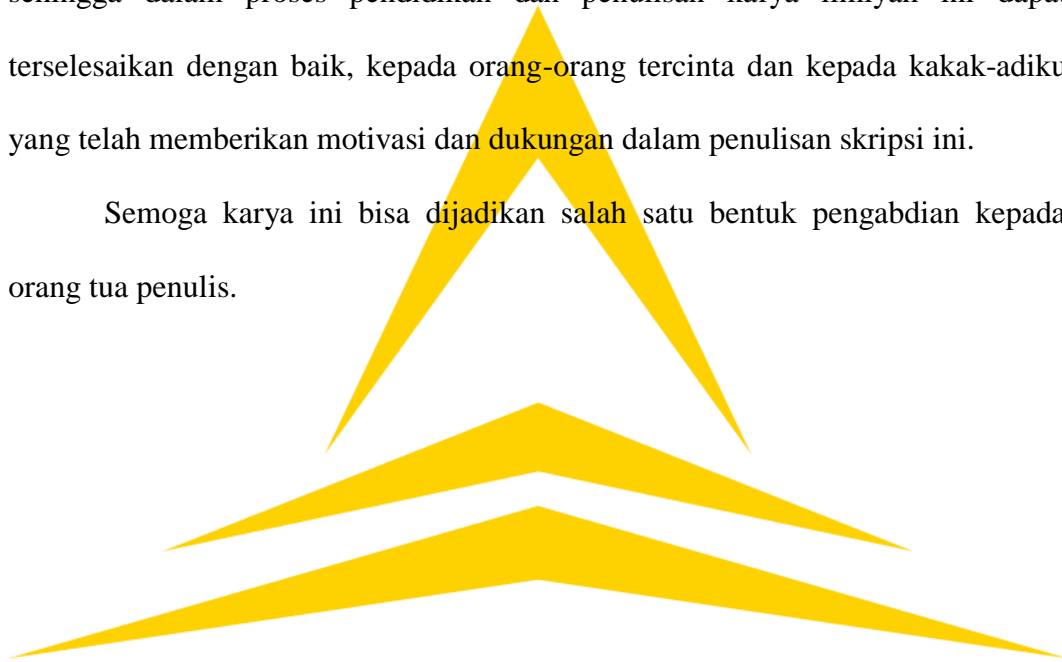 sehingga dalam proses pendidikan dan penulisan karya ilmiyah ini dapat
terselesaikan dengan baik, kepada orang-orang tercinta dan kepada kakak-adiku
yang telah memberikan motivasi dan dukungan dalam penulisan skripsi ini.
Semoga karya ini bisa dijadikan salah satu bentuk pengabdian kepada
orang tua penulis.